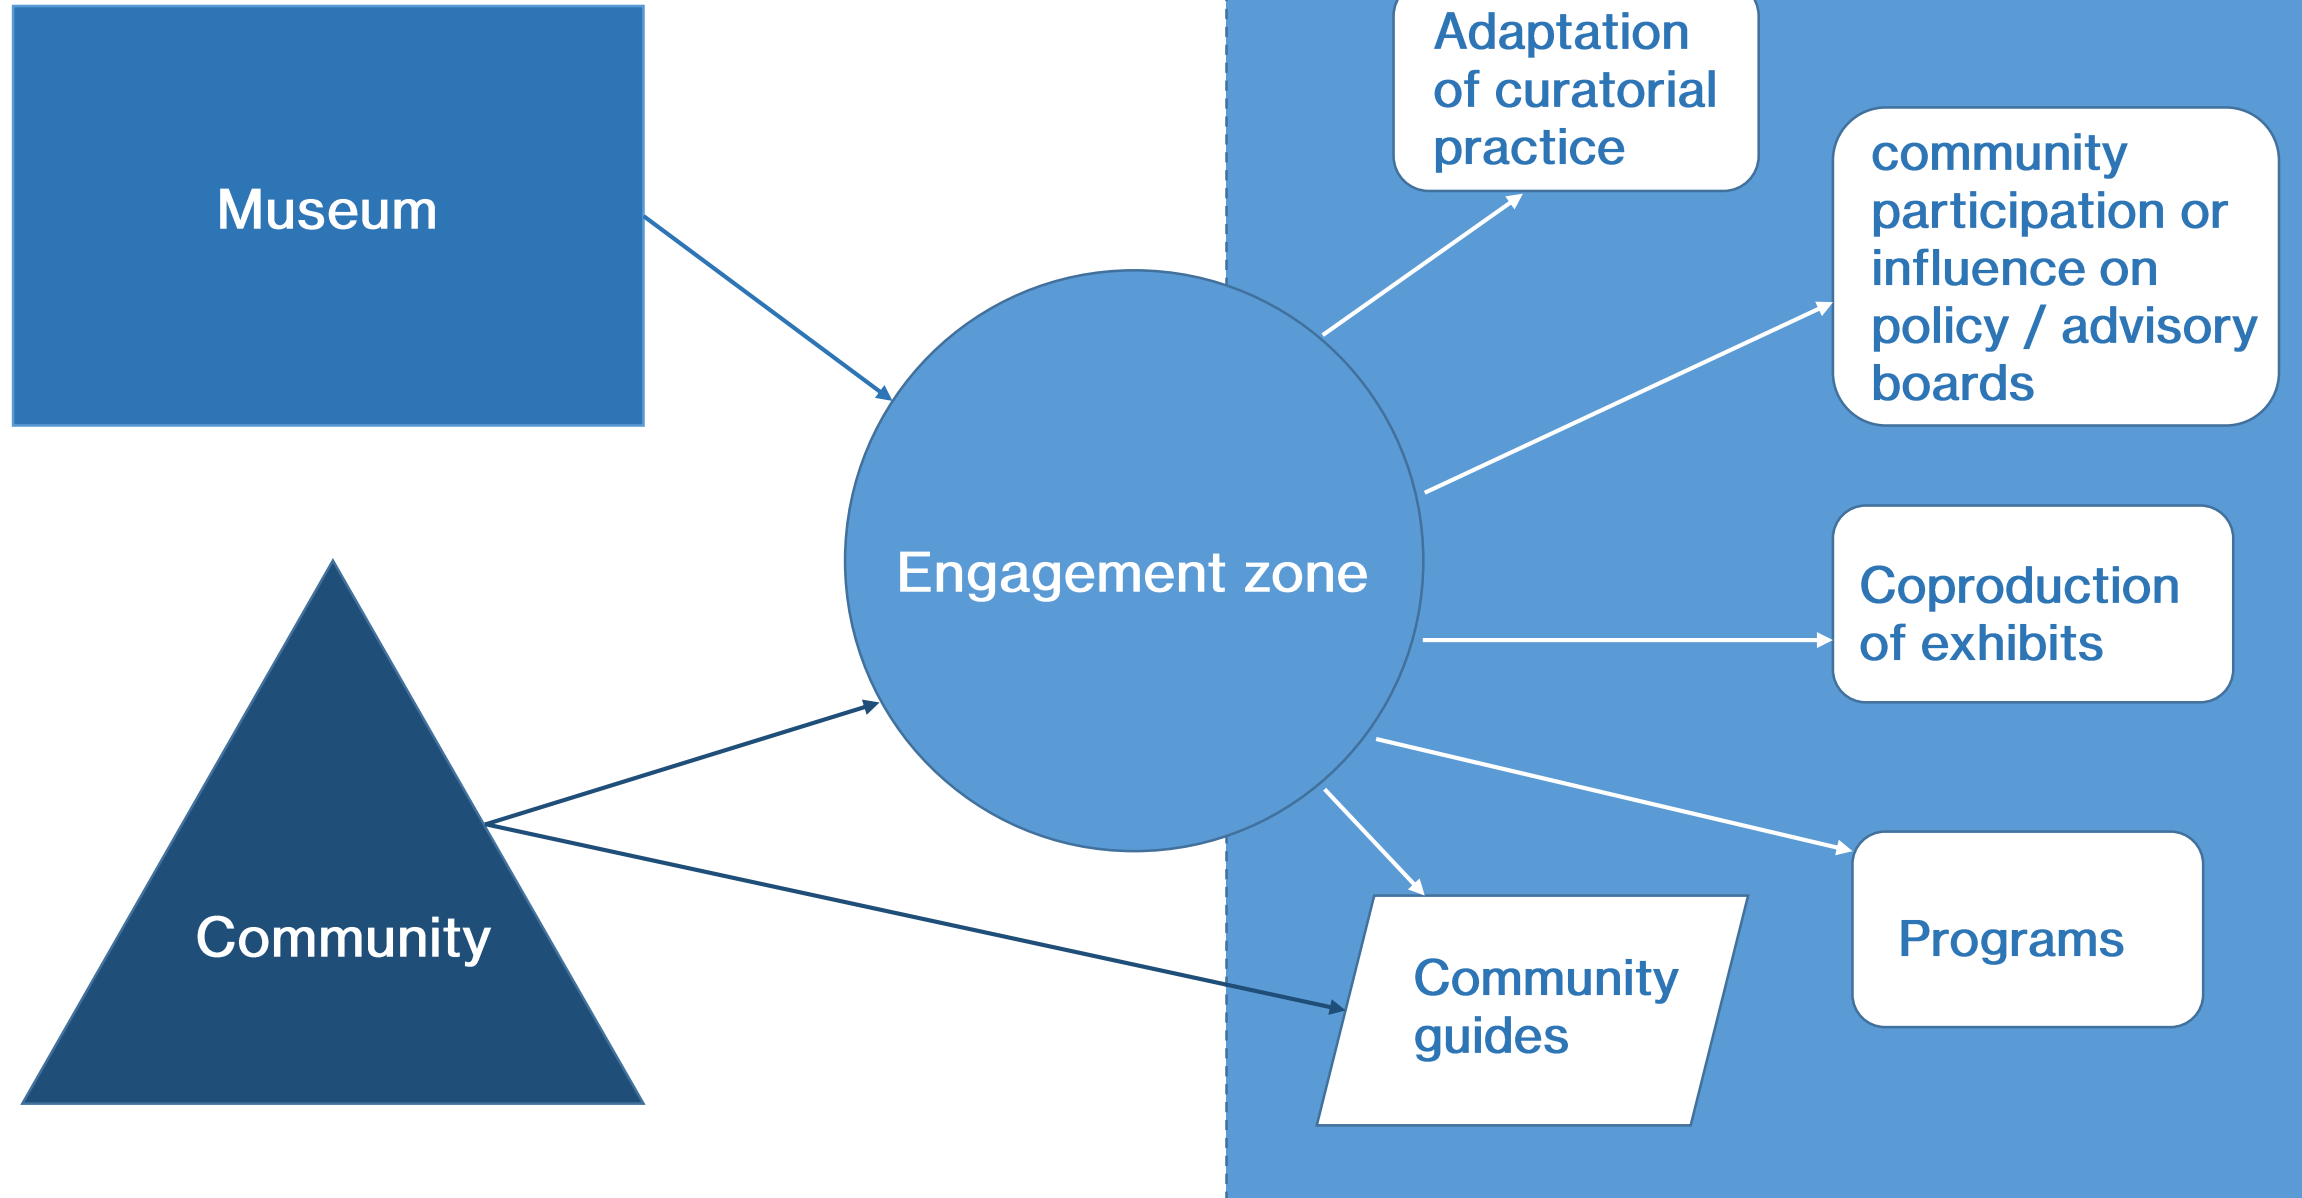 Museum
Adaptation
of curatorial
practice
community
participation or
influence on
policy / advisory
boards
Engagement zone
Coproduction
of exhibits
Community
Community
guides
Programs